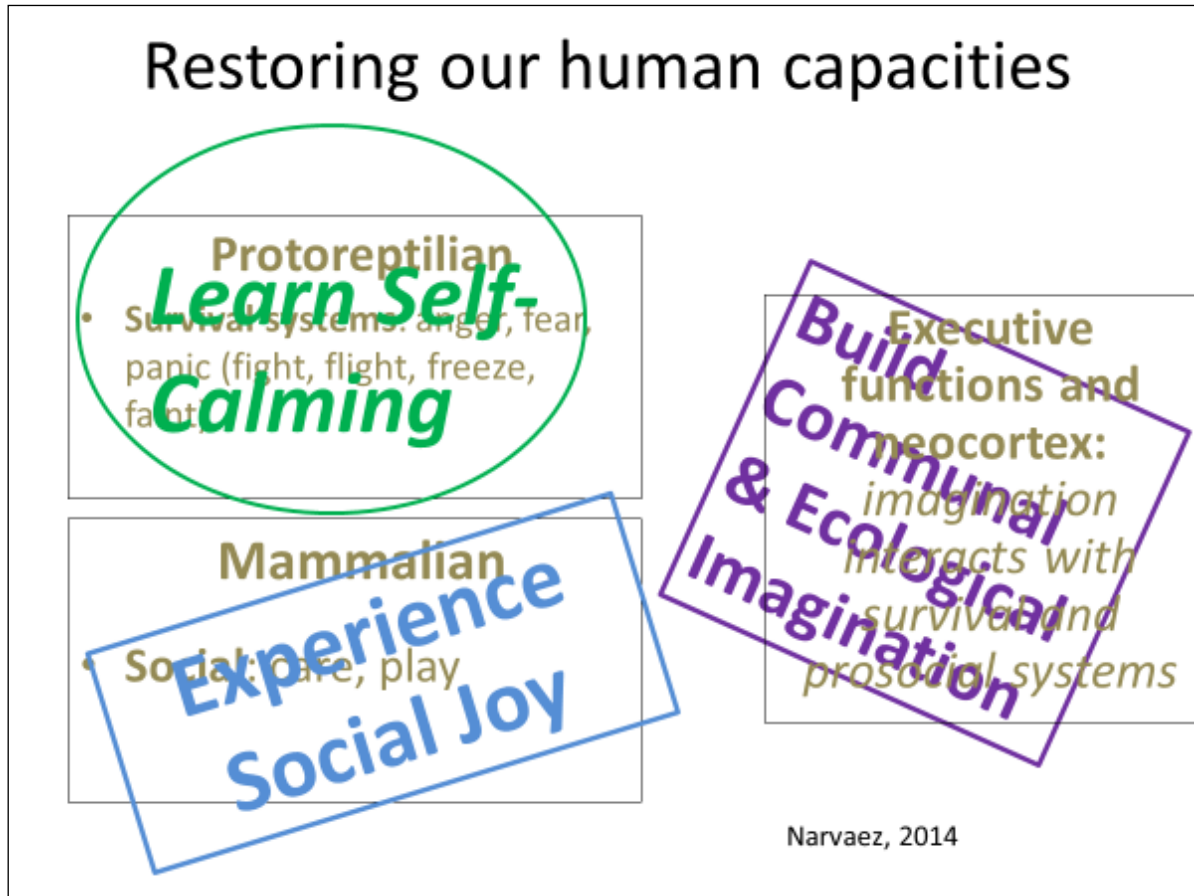 Restoring our human capacities
Protoreptilian
• Survival systems: anger, fear,
panic (fight, flight, freeze,
faint)
Learn Self-
Calming
Mammalian
• Social: care, play
Experience
Social Joy
Executive
functions and
neocortex:
imagination
interacts with
survival and
prosocial systems
Build
Communal
& Ecological
Imagination
Narvaez, 2014